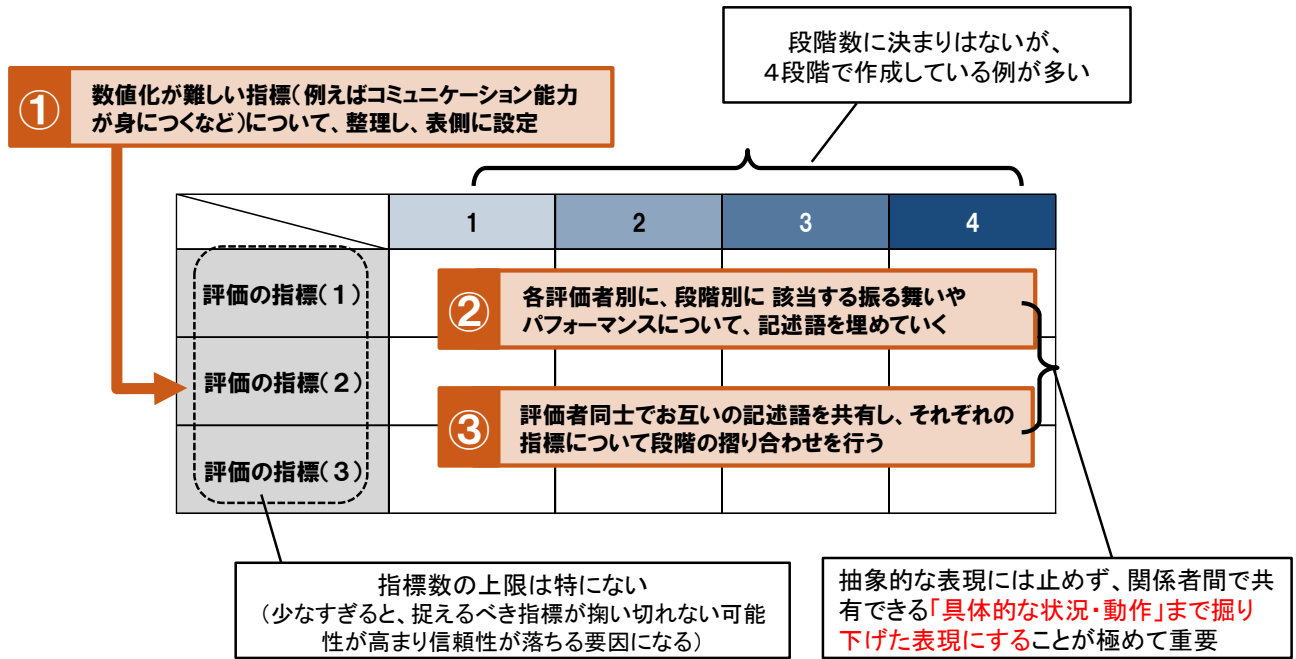 段階数に決まりはないが、
４段階で作成している例が多い
① 数値化が難しい指標（例えばコミュニケーション能力
が身につくなど）について、整理し、表側に設定
1 2 3 4
評価の指標（１）
② 各評価者別に、段階別に 該当する振る舞いや
パフォーマンスについて、記述語を埋めていく
評価の指標（２）
③ 評価者同士でお互いの記述語を共有し、それぞれの
指標について段階の摺り合わせを行う
評価の指標（３）
指標数の上限は特にない
（少なすぎると、捉えるべき指標が掬い切れない可能
性が高まり信頼性が落ちる要因になる）
抽象的な表現には止めず、関係者間で共
有できる「具体的な状況・動作」まで掘り
下げた表現にすることが極めて重要